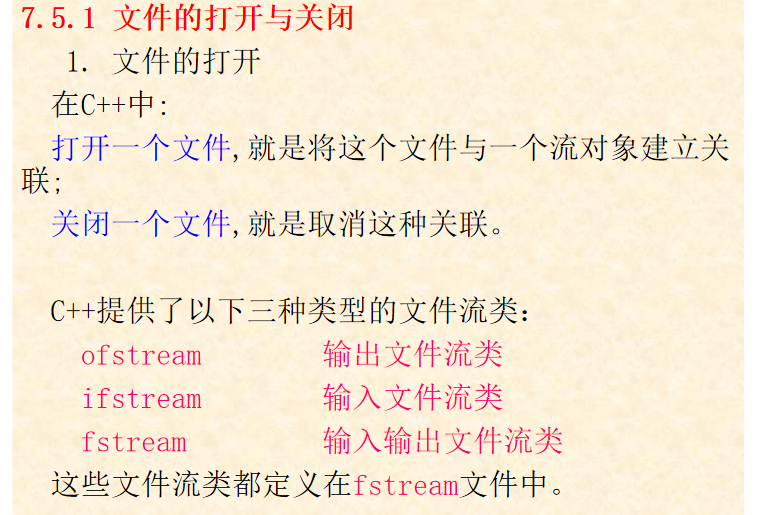 7.5.1 文件的打开与关闭
1. 文件的打开
在C++中:
打开一个文件,就是将这个文件与一个流对象建立关
联;
关闭一个文件,就是取消这种关联。
C++提供了以下三种类型的文件流类:
ofstream 输出文件流类
ifstream 输入文件流类
fstream 输入输出文件流类
这些文件流类都定义在fstream文件中。